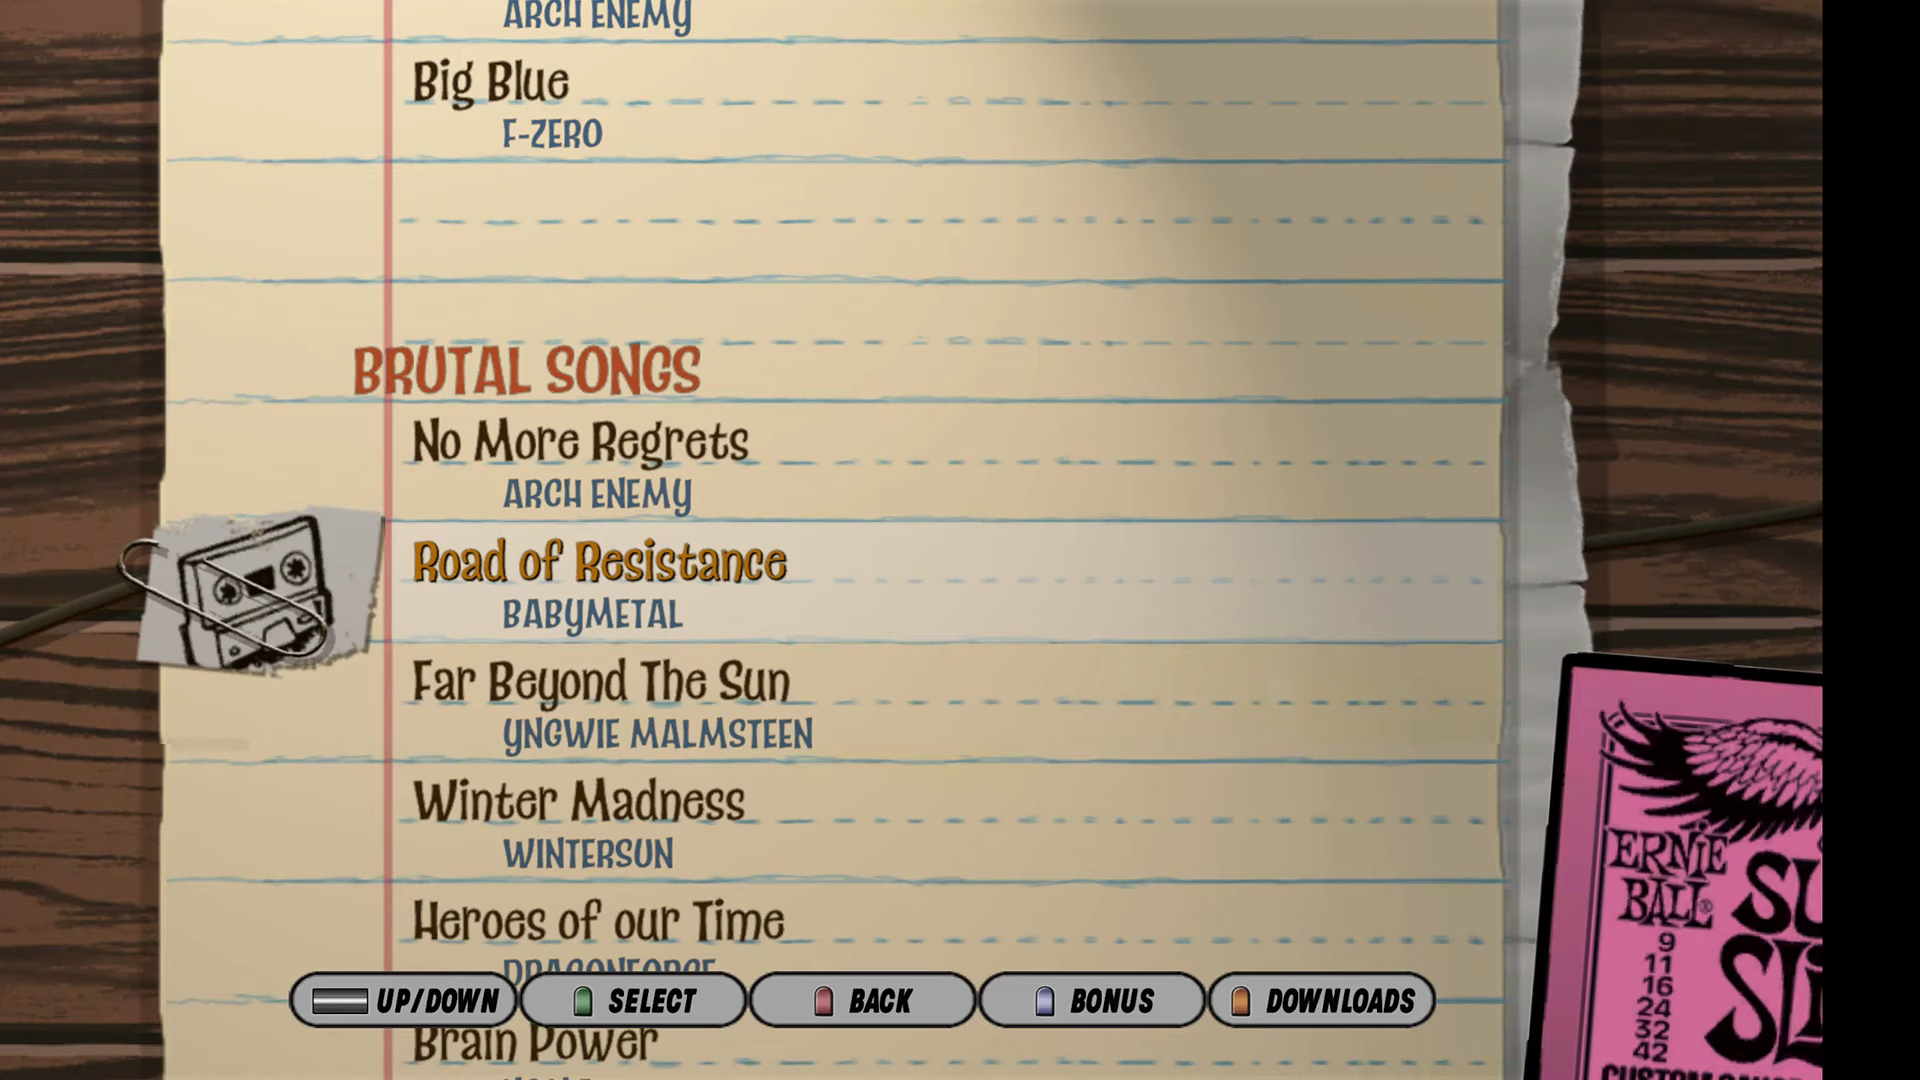 ARCH ENEMY
Big Blue
F-ZERO
BRUTAL SONGS
No More Regrets
ARCH ENEMY
Road of Resistance
BABYMETAL
Far Beyond The Sun
YNGWIE MALMSTEEN
Winter Madness
WINTERSUN
Heroes of our Time
DRAGONFORCE
UP/DOWN SELECT BACK BONUS DOWNLOADS
Brain Power
ERNIE
BALL®
9
11
16
24
32
42